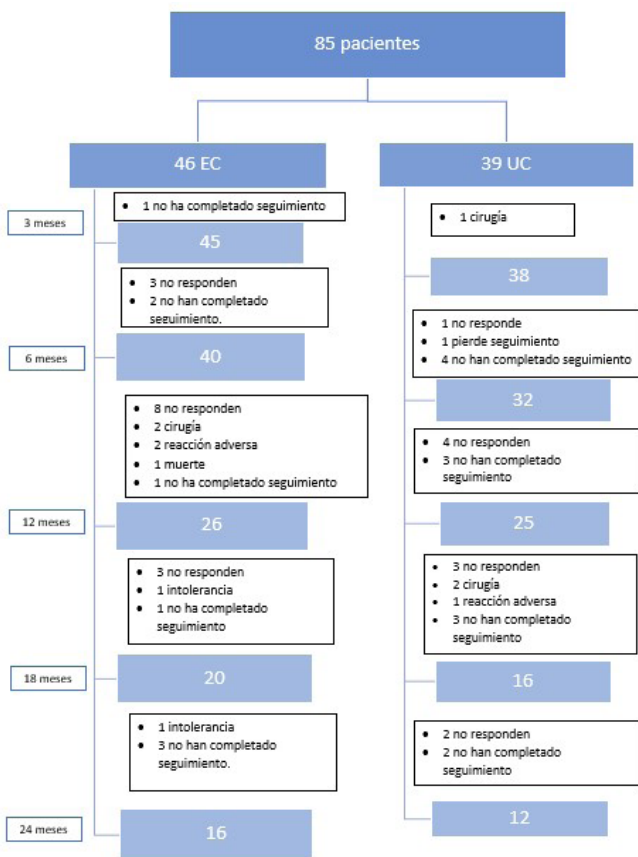 85 pacientes
46 EC
39 UC
3 meses
• 1 no ha completado seguimiento
45
• 3 no responden
• 2 no han completado
seguimiento.
6 meses
40
• 8 no responden
• 2 cirugía
• 2 reacción adversa
• 1 muerte
• 1 no ha completado seguimiento
12 meses
26
• 3 no responden
• 1 intolerancia
• 1 no ha completado
seguimiento
18 meses
20
• 1 intolerancia
• 3 no han completado
seguimiento.
24 meses
16
• 1 cirugía
38
• 1 no responde
• 1 pierde seguimiento
• 4 no han completado seguimiento
32
• 4 no responden
• 3 no han completado
seguimiento
25
• 3 no responden
• 2 cirugía
• 1 reacción adversa
• 3 no han completado
seguimiento
16
• 2 no responden
• 2 no han completado
seguimiento
12